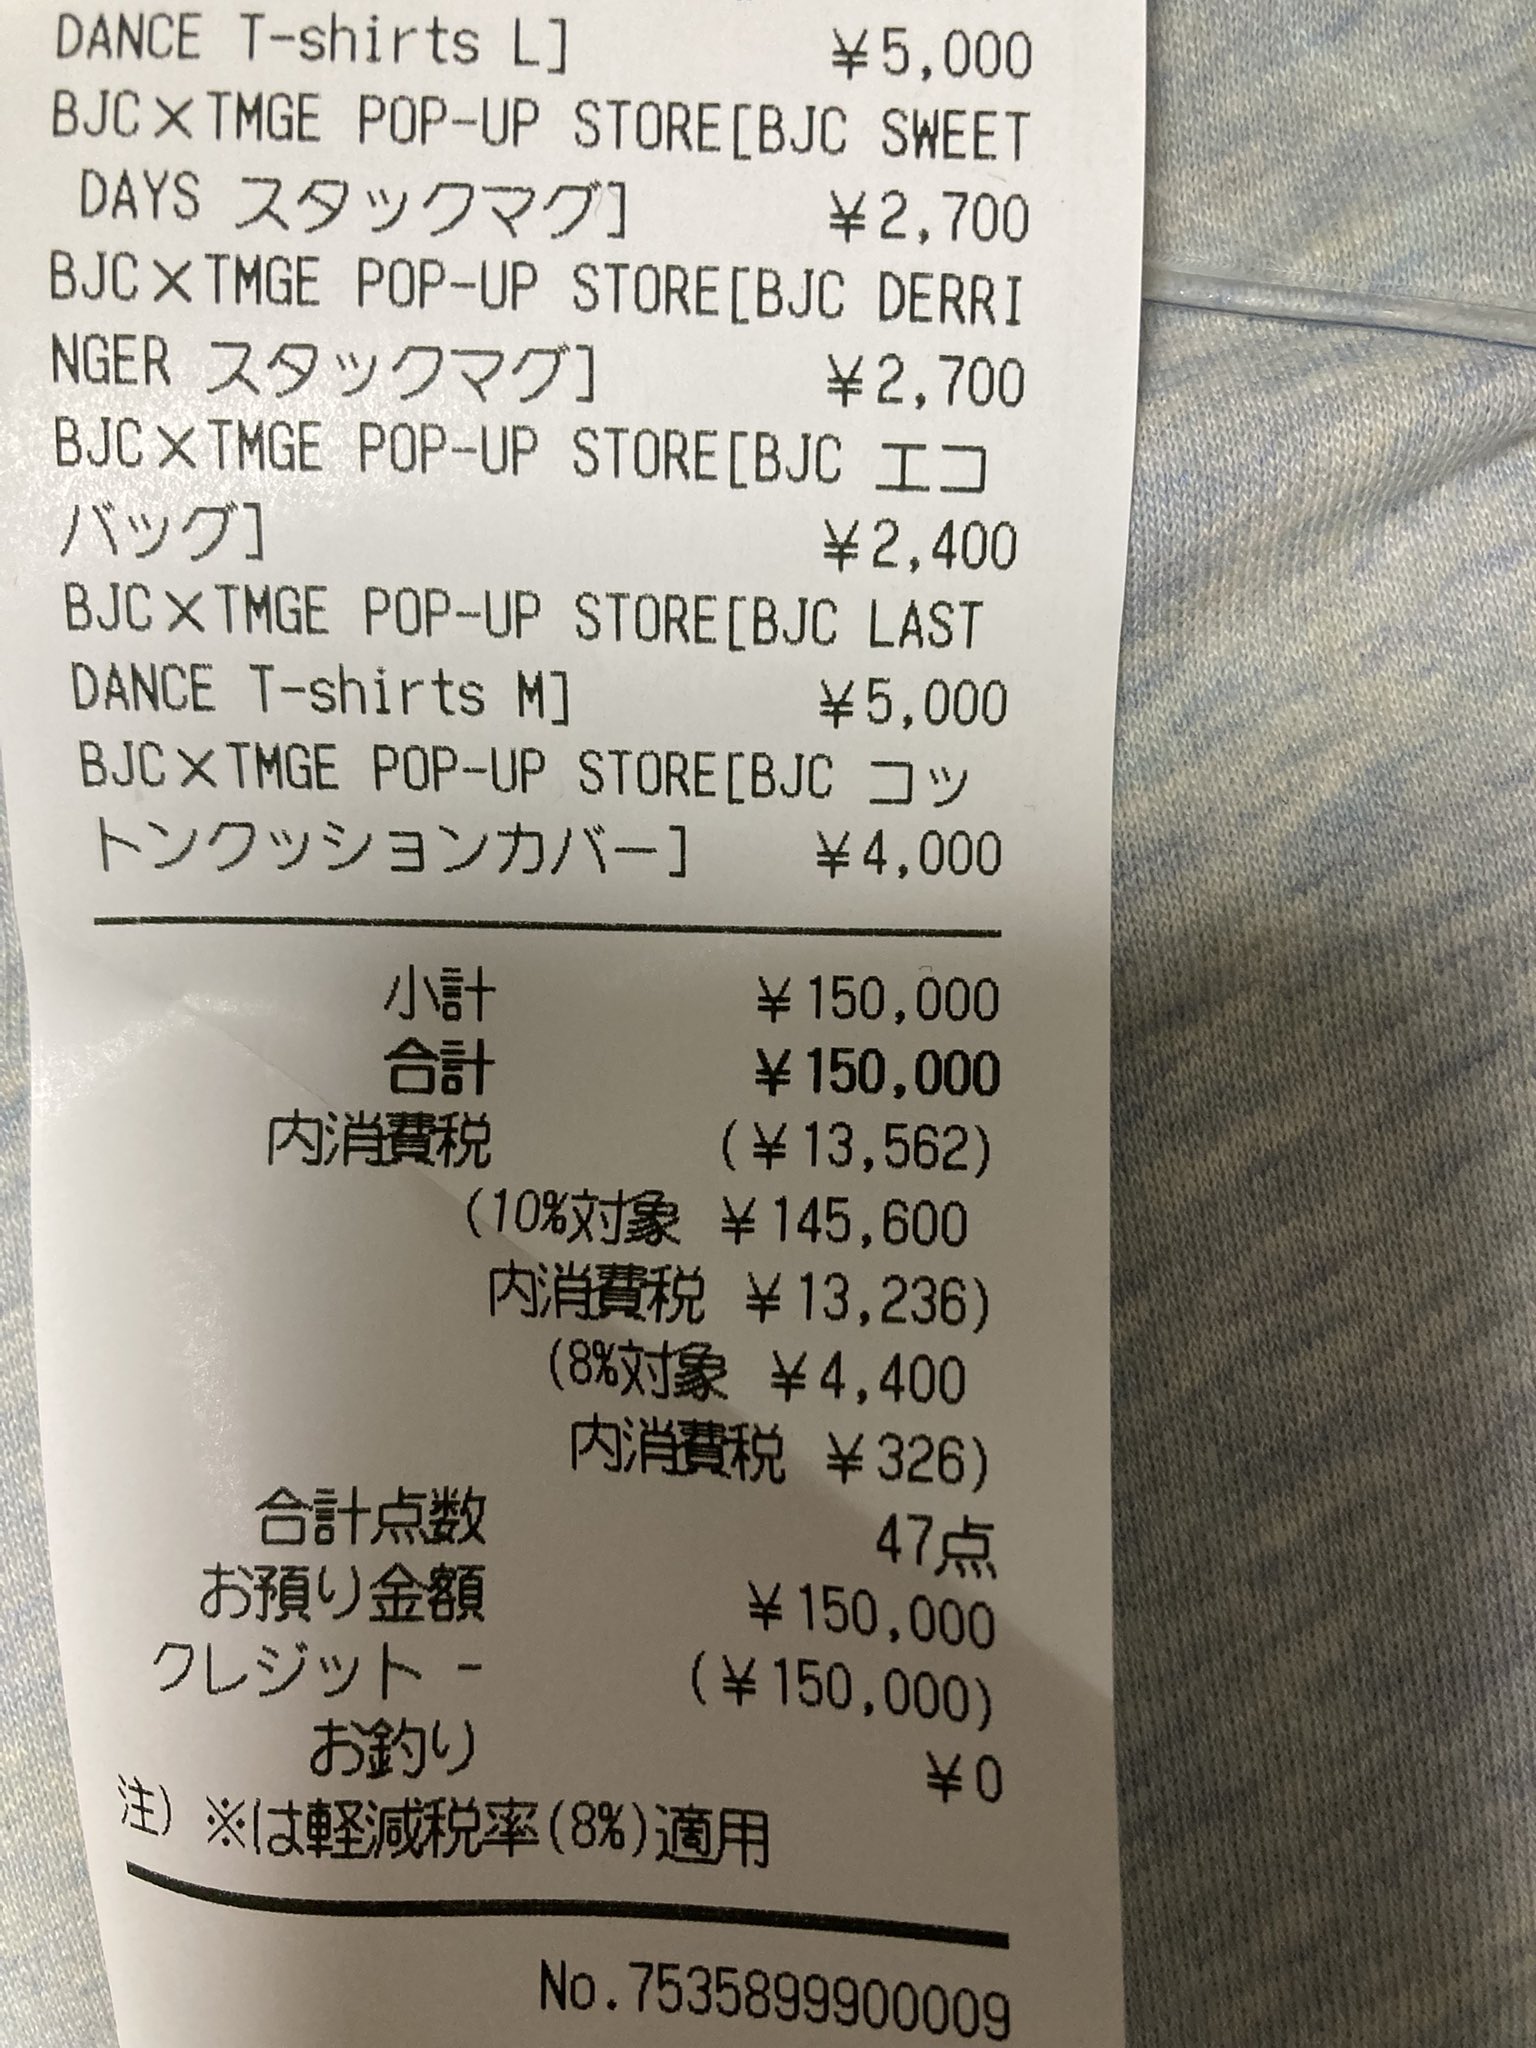 DANCE T-shirts L] ¥5,000
BJC×TMGE POP-UP STORE[BJC SWEET
DAYS スタックマグ] ¥2,700
BJC×TMGE POP-UP STORE[BJC DERRI
NGER スタックマグ] ¥2,700
BJC×TMGE POP-UP STORE[BJC エコ
バッグ] ¥2,400
BJC×TMGE POP-UP STORE[BJC LAST
DANCE T-shirts M] ¥5,000
BJC×TMGE POP-UP STORE[BJC コッ
トンクッションカバー] ¥4,000
小計 ¥150,000
合計 ¥150,000
内消費税 (¥13,562)
(10%対象 ¥145,600
内消費税 ¥13,236)
(8%対象 ¥4,400
内消費税 ¥326)
合計点数 47点
お預り金額 ¥150,000
クレジット - (¥150,000)
お釣り ¥0
注) ※は軽減税率(8%)適用
No.7535899900009